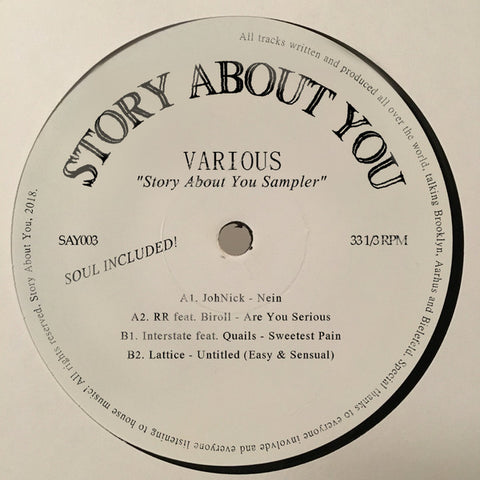 STORY ABOUT YOU
VARIOUS
"Story About You Sampler"
SAY003
33 1/3 RPM
SOUL INCLUDED!
A1. JohNick - Nein
A2. RR feat. Biroll - Are You Serious
B1. Interstate feat. Quails - Sweetest Pain
B2. Lattice - Untitled (Easy & Sensual)
All tracks written and produced all over the world, talking Brooklyn, Aarhus and Bielefeld. Special thanks to everyone involvde and everyone listening to house music! All rights reserved. Story About You, 2018.